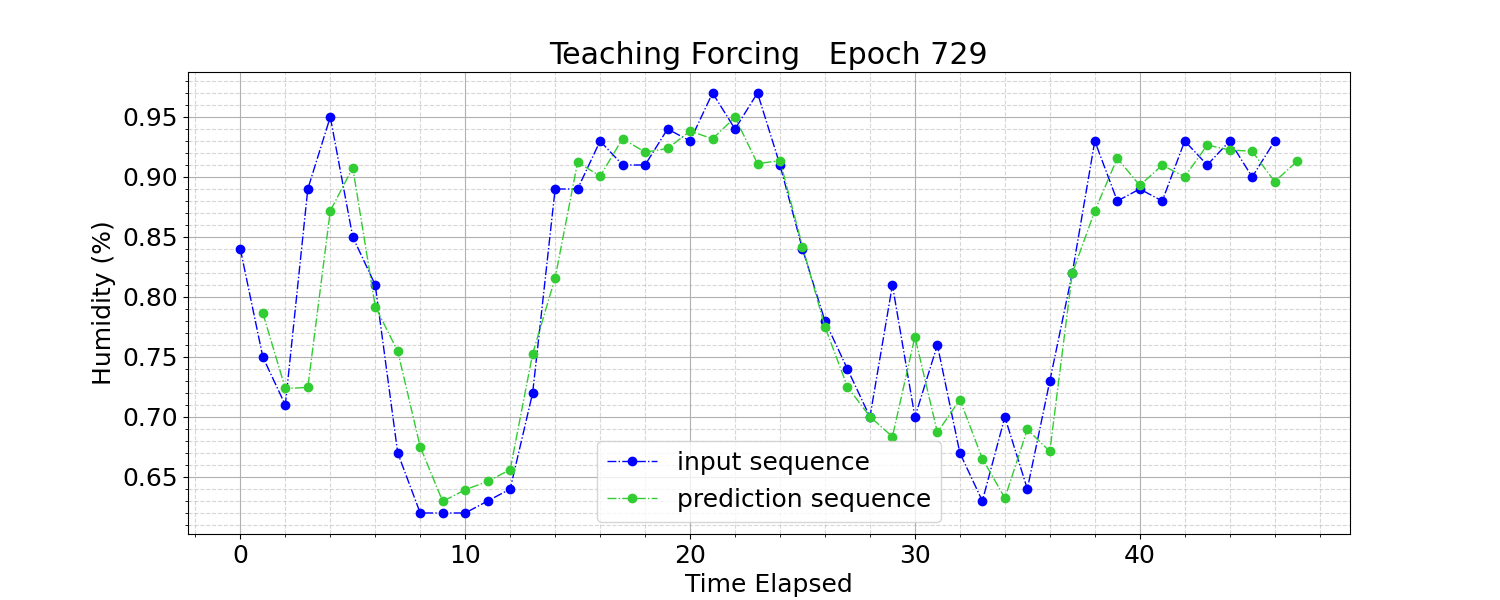 Teaching Forcing   Epoch 729
Humidity (%)
0.95
0.90
0.85
0.80
0.75
0.70
0.65
input sequence
prediction sequence
0 10 20 30 40
Time Elapsed